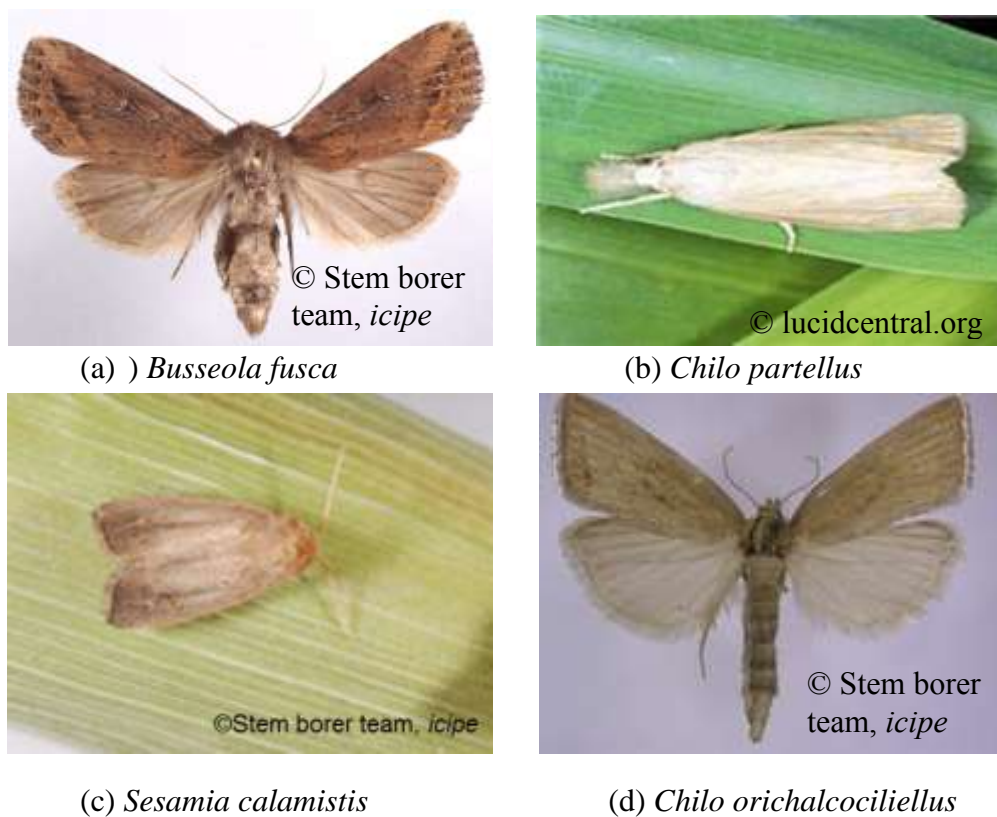 © Stem borer
team, icipe
© lucidcentral.org
(a) ) Busseola fusca
(b) Chilo partellus
©Stem borer team, icipe
© Stem borer
team, icipe
(c) Sesamia calamistis
(d) Chilo orichalcociliellus